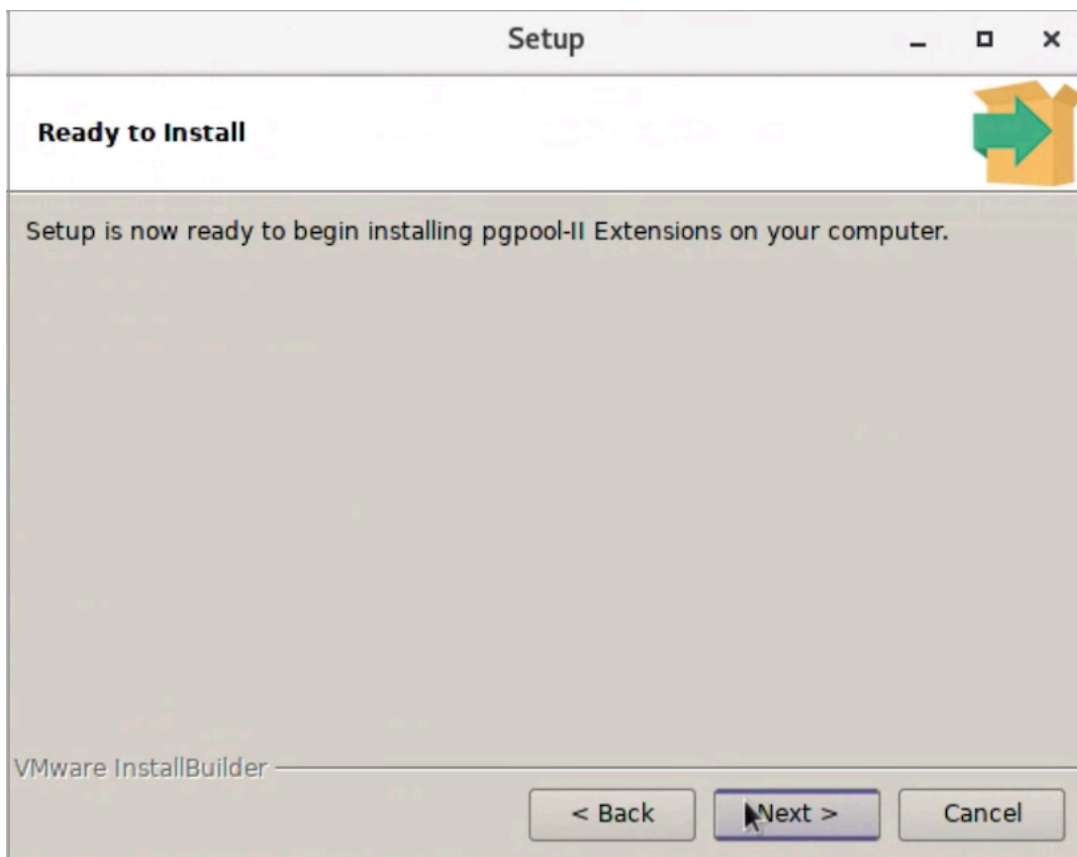 Setup
Ready to Install
Setup is now ready to begin installing pgpool-II Extensions on your computer.
VMware InstallBuilder
< Back
Next >
Cancel